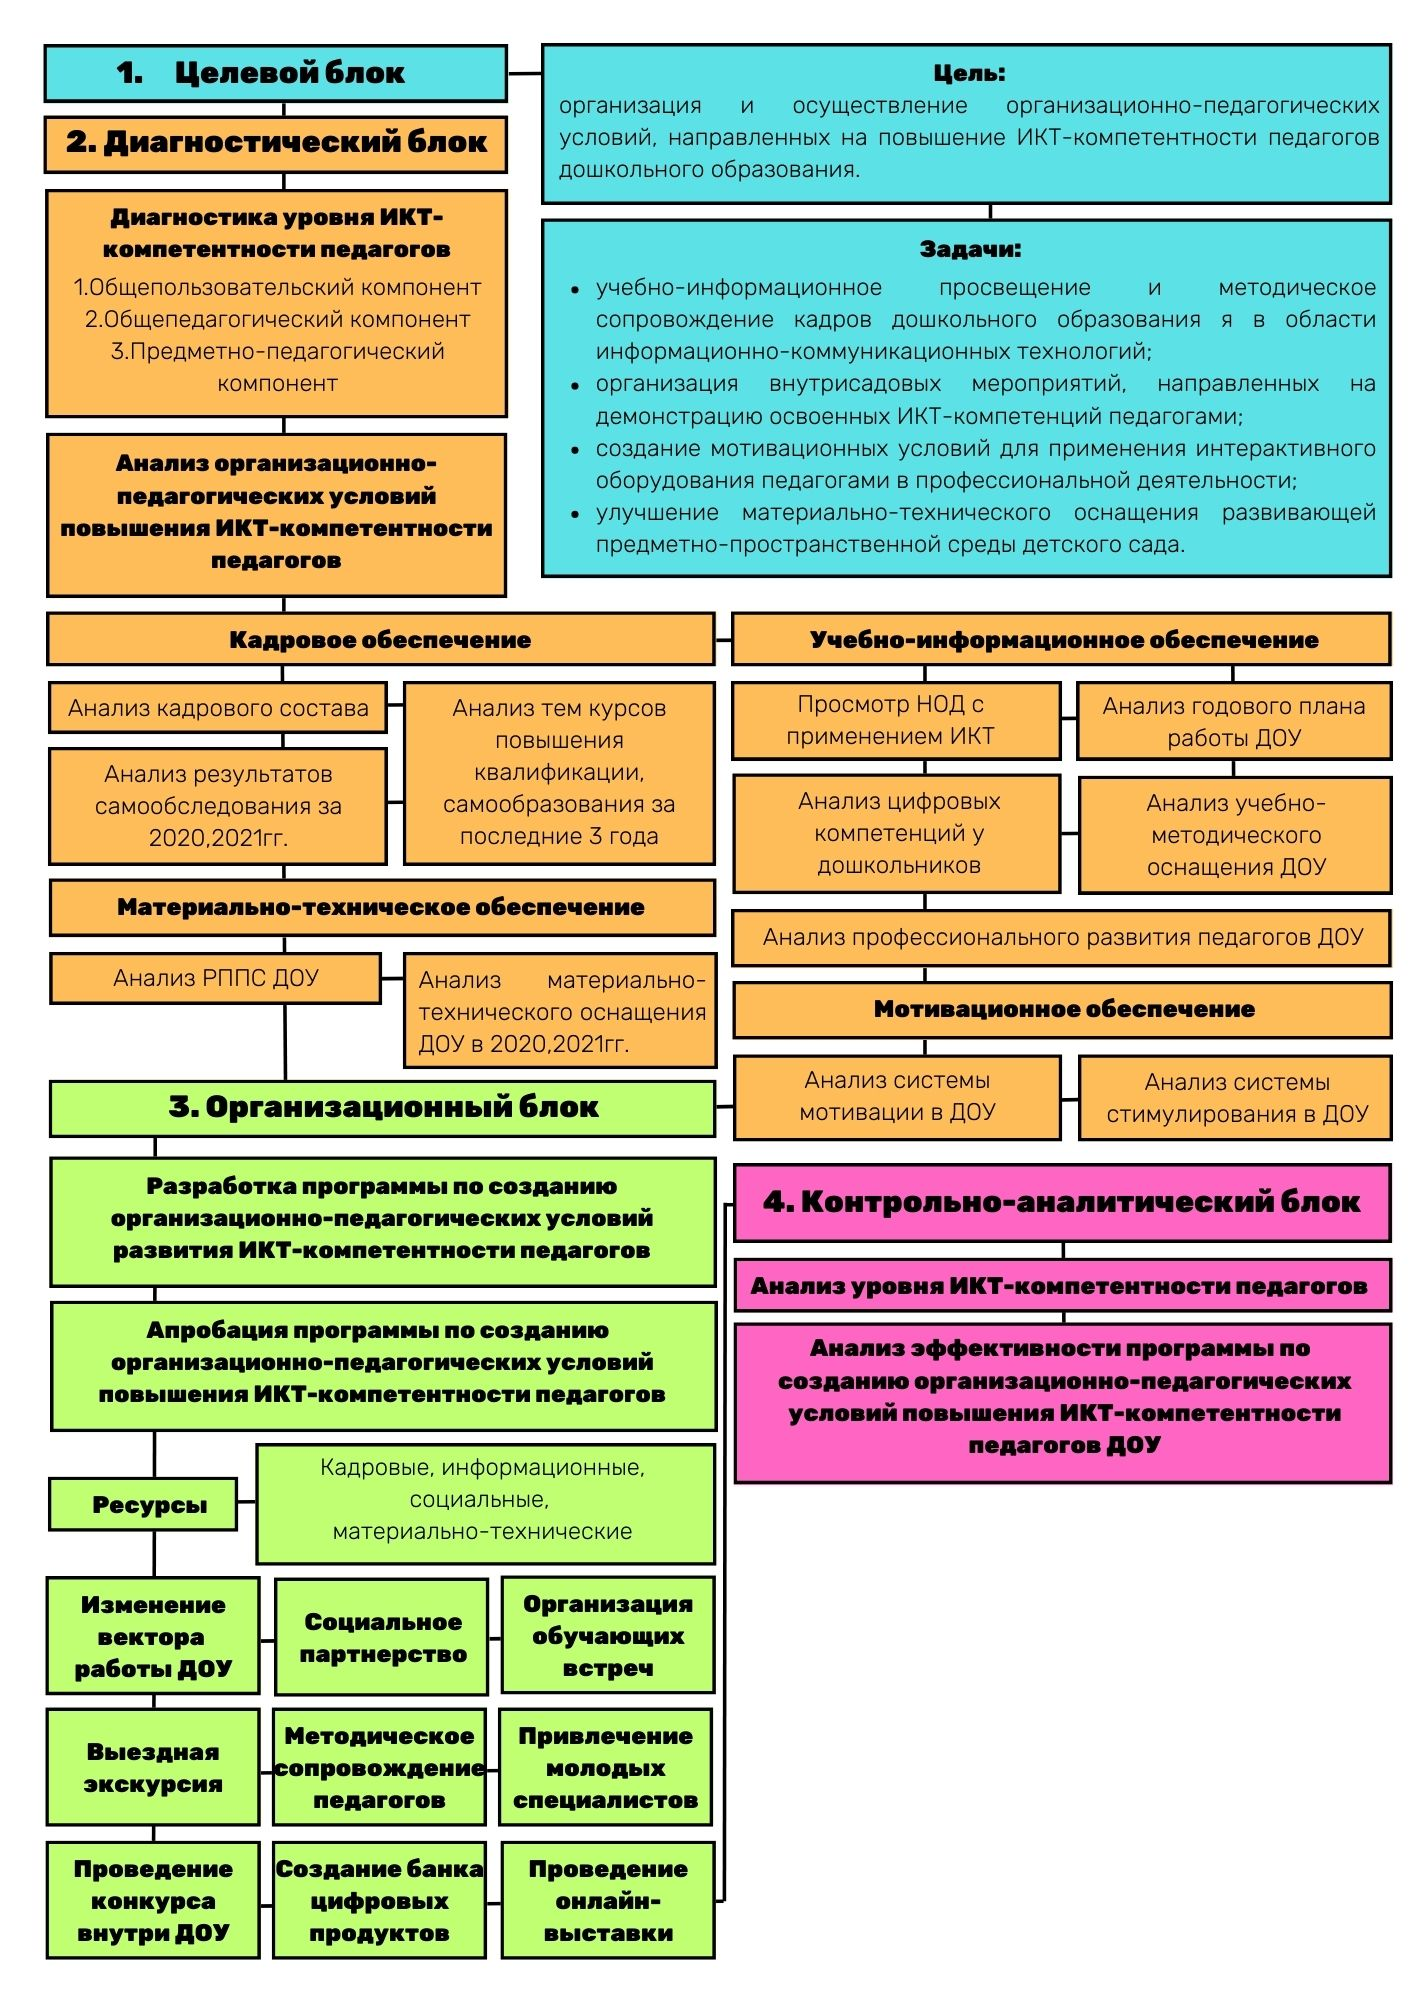 1. Целевой блок
Цель:
организация и осуществление организационно-педагогических
условий, направленных на повышение ИКТ-компетентности педагогов
дошкольного образования.
2. Диагностический блок
Диагностика уровня ИКТ-
компетентности педагогов
1.Общепользовательский компонент
2.Общепедагогический компонент
3.Предметно-педагогический
компонент
Задачи:
• учебно-информационное просвещение и методическое
сопровождение кадров дошкольного образования я в области
информационно-коммуникационных технологий;
• организация внутрисадовых мероприятий, направленных на
демонстрацию освоенных ИКТ-компетенций педагогами;
• создание мотивационных условий для применения интерактивного
оборудования педагогами в профессиональной деятельности;
• улучшение материально-технического оснащения развивающей
предметно-пространственной среды детского сада.
Анализ организационно-
педагогических условий
повышения ИКТ-компетентности
педагогов
Кадровое обеспечение
Анализ кадрового состава
Анализ результатов
самообследования за
2020,2021гг.
Анализ тем курсов
повышения
квалификации,
самообразования за
последние 3 года
Учебно-информационное обеспечение
Просмотр НОД с
применением ИКТ
Анализ годового плана
работы ДОУ
Анализ цифровых
компетенций у
дошкольников
Анализ учебно-
методического
оснащения ДОУ
Анализ профессионального развития педагогов ДОУ
Материально-техническое обеспечение
Анализ РППС ДОУ
Анализ материально-
технического оснащения
ДОУ в 2020,2021гг.
Мотивационное обеспечение
Анализ системы
мотивации в ДОУ
Анализ системы
стимулирования в ДОУ
3. Организационный блок
Разработка программы по созданию
организационно-педагогических условий
развития ИКТ-компетентности педагогов
Апробация программы по созданию
организационно-педагогических условий
повышения ИКТ-компетентности педагогов
Ресурсы
Кадровые, информационные,
социальные,
материально-технические
Изменение
вектора
работы ДОУ
Социальное
партнерство
Организация
обучающих
встреч
Выездная
экскурсия
Методическое
сопровождение
педагогов
Привлечение
молодых
специалистов
Проведение
конкурса
внутри ДОУ
Создание банка
цифровых
продуктов
Проведение
онлайн-
выставки
4. Контрольно-аналитический блок
Анализ уровня ИКТ-компетентности педагогов
Анализ эффективности программы по
созданию организационно-педагогических
условий повышения ИКТ-компетентности
педагогов ДОУ